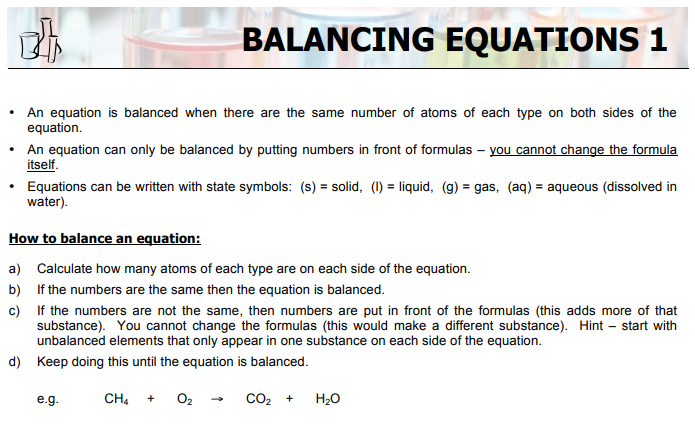 BALANCING EQUATIONS 1
• An equation is balanced when there are the same number of atoms of each type on both sides of the
equation.
• An equation can only be balanced by putting numbers in front of formulas – you cannot change the formula
itself.
• Equations can be written with state symbols: (s) = solid, (l) = liquid, (g) = gas, (aq) = aqueous (dissolved in
water).
How to balance an equation:
a) Calculate how many atoms of each type are on each side of the equation.
b) If the numbers are the same then the equation is balanced.
c) If the numbers are not the same, then numbers are put in front of the formulas (this adds more of that
substance). You cannot change the formulas (this would make a different substance). Hint – start with
unbalanced elements that only appear in one substance on each side of the equation.
d) Keep doing this until the equation is balanced.
e.g. CH₄ + O₂ → CO₂ + H₂O